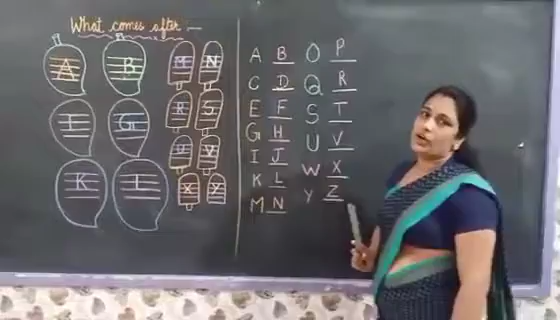 What comes after :—
A B
F G
K L
M N
R S
U V
X Y
A B
C D
E F
G H
I J
K L
M N
O P
Q R
S T
U V
W X
Y Z